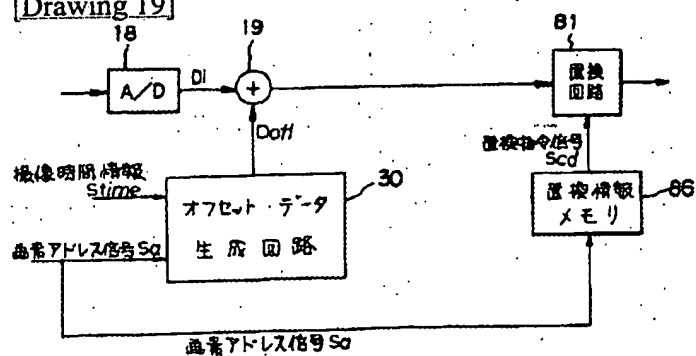 [Drawing 19]
18
19
81
A/D
Di
+
置換
回路
Doff
置換指令信号
Scd
撮像時間情報
Stime
30
オフセット・データ
生成回路
置換情報
メモリ
86
画素アドレス信号Sa
画素アドレス信号Sa